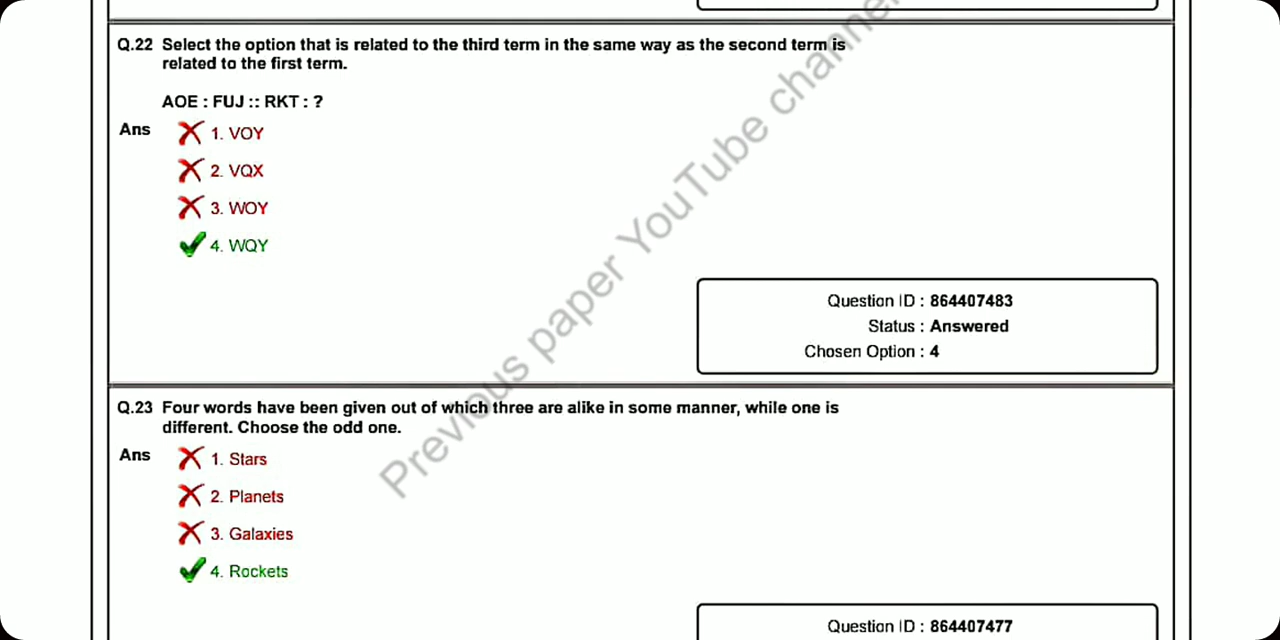 Q.22 Select the option that is related to the third term in the same way as the second term is
related to the first term.
AOE : FUJ :: RKT : ?
Ans
1. VOY
2. VQX
3. WOY
4. WQY
Question ID : 864407483
Status : Answered
Chosen Option : 4
Q.23 Four words have been given out of which three are alike in some manner, while one is
different. Choose the odd one.
Ans
1. Stars
2. Planets
3. Galaxies
4. Rockets
Question ID : 864407477
Previous paper YouTube channel